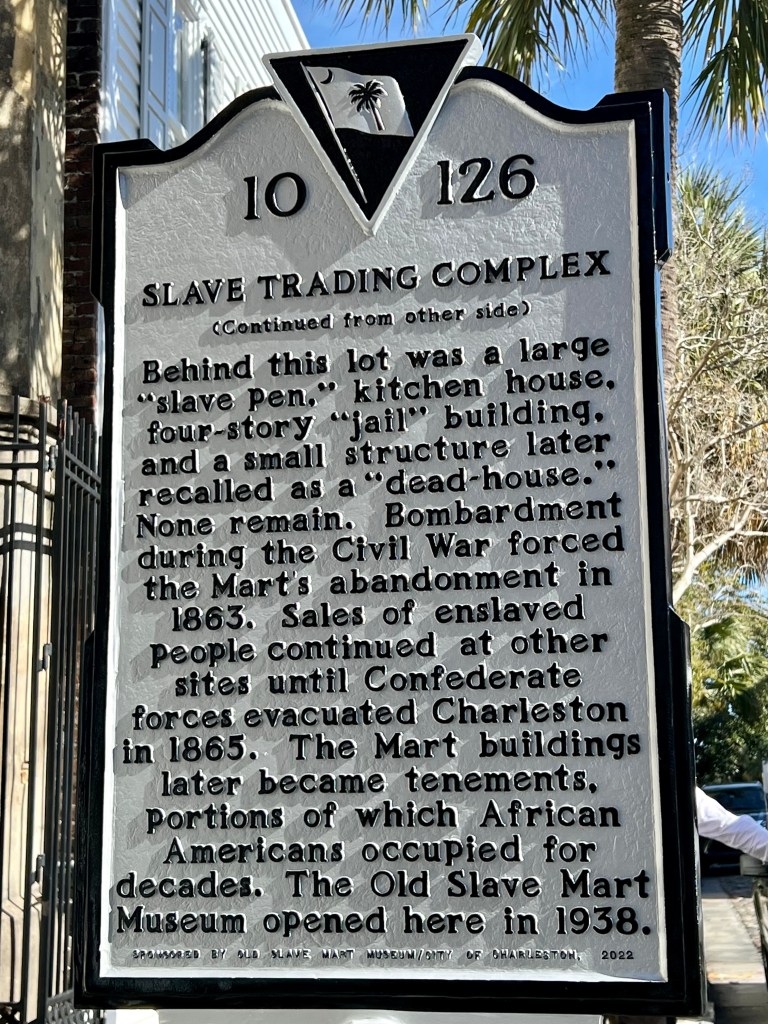 10 126
SLAVE TRADING COMPLEX
(Continued from other side)
Behind this lot was a large
"slave pen," kitchen house,
four-story "jail" building,
and a small structure later
recalled as a "dead-house."
None remain. Bombardment
during the Civil War forced
the Mart's abandonment in
1863. Sales of enslaved
people continued at other
sites until Confederate
forces evacuated Charleston
in 1865. The Mart buildings
later became tenements,
portions of which African
Americans occupied for
decades. The Old Slave Mart
Museum opened here in 1938.
SPONSORED BY OLD SLAVE MART MUSEUM/CITY OF CHARLESTON, 2022